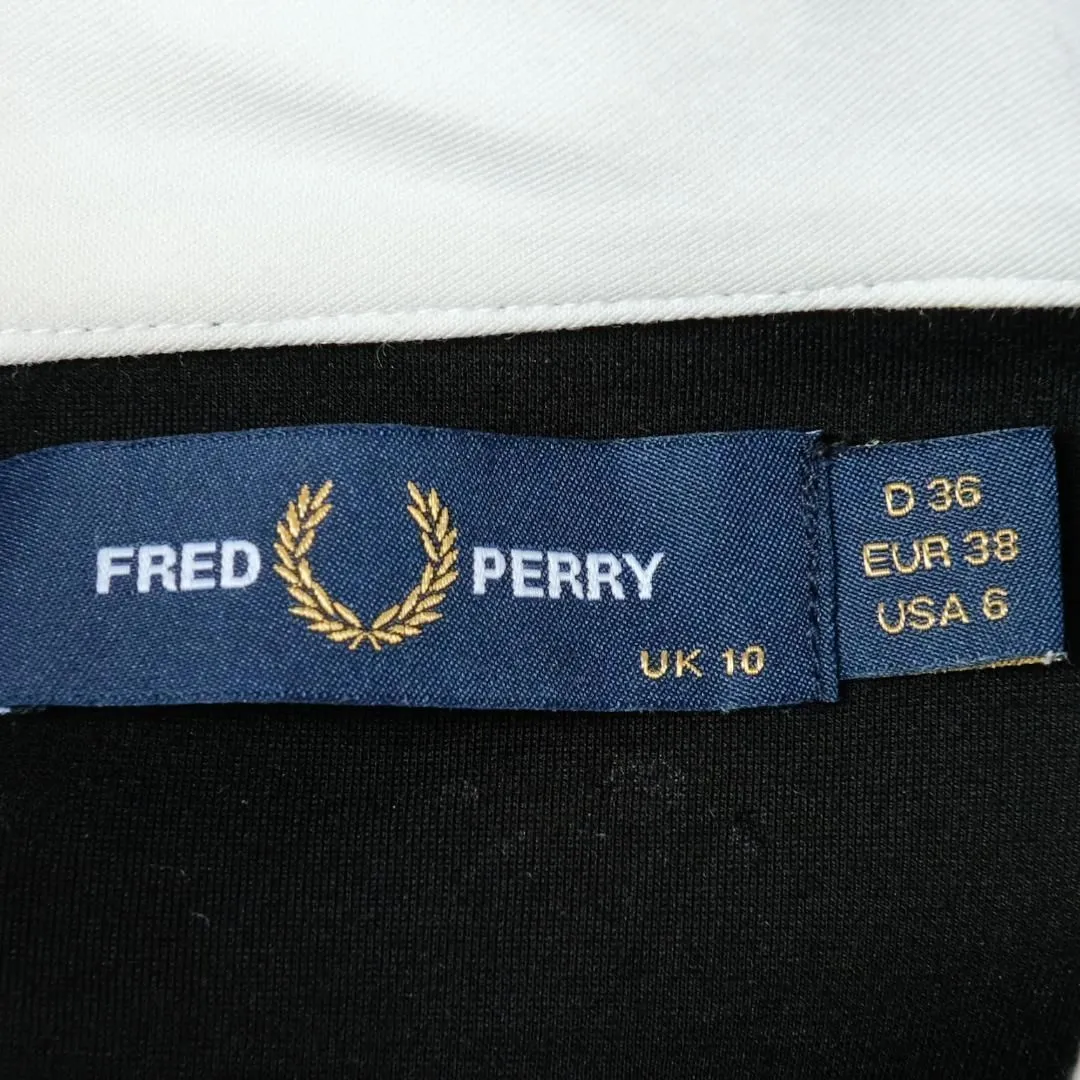 FRED PERRY
UK 10
D 36
EUR 38
USA 6